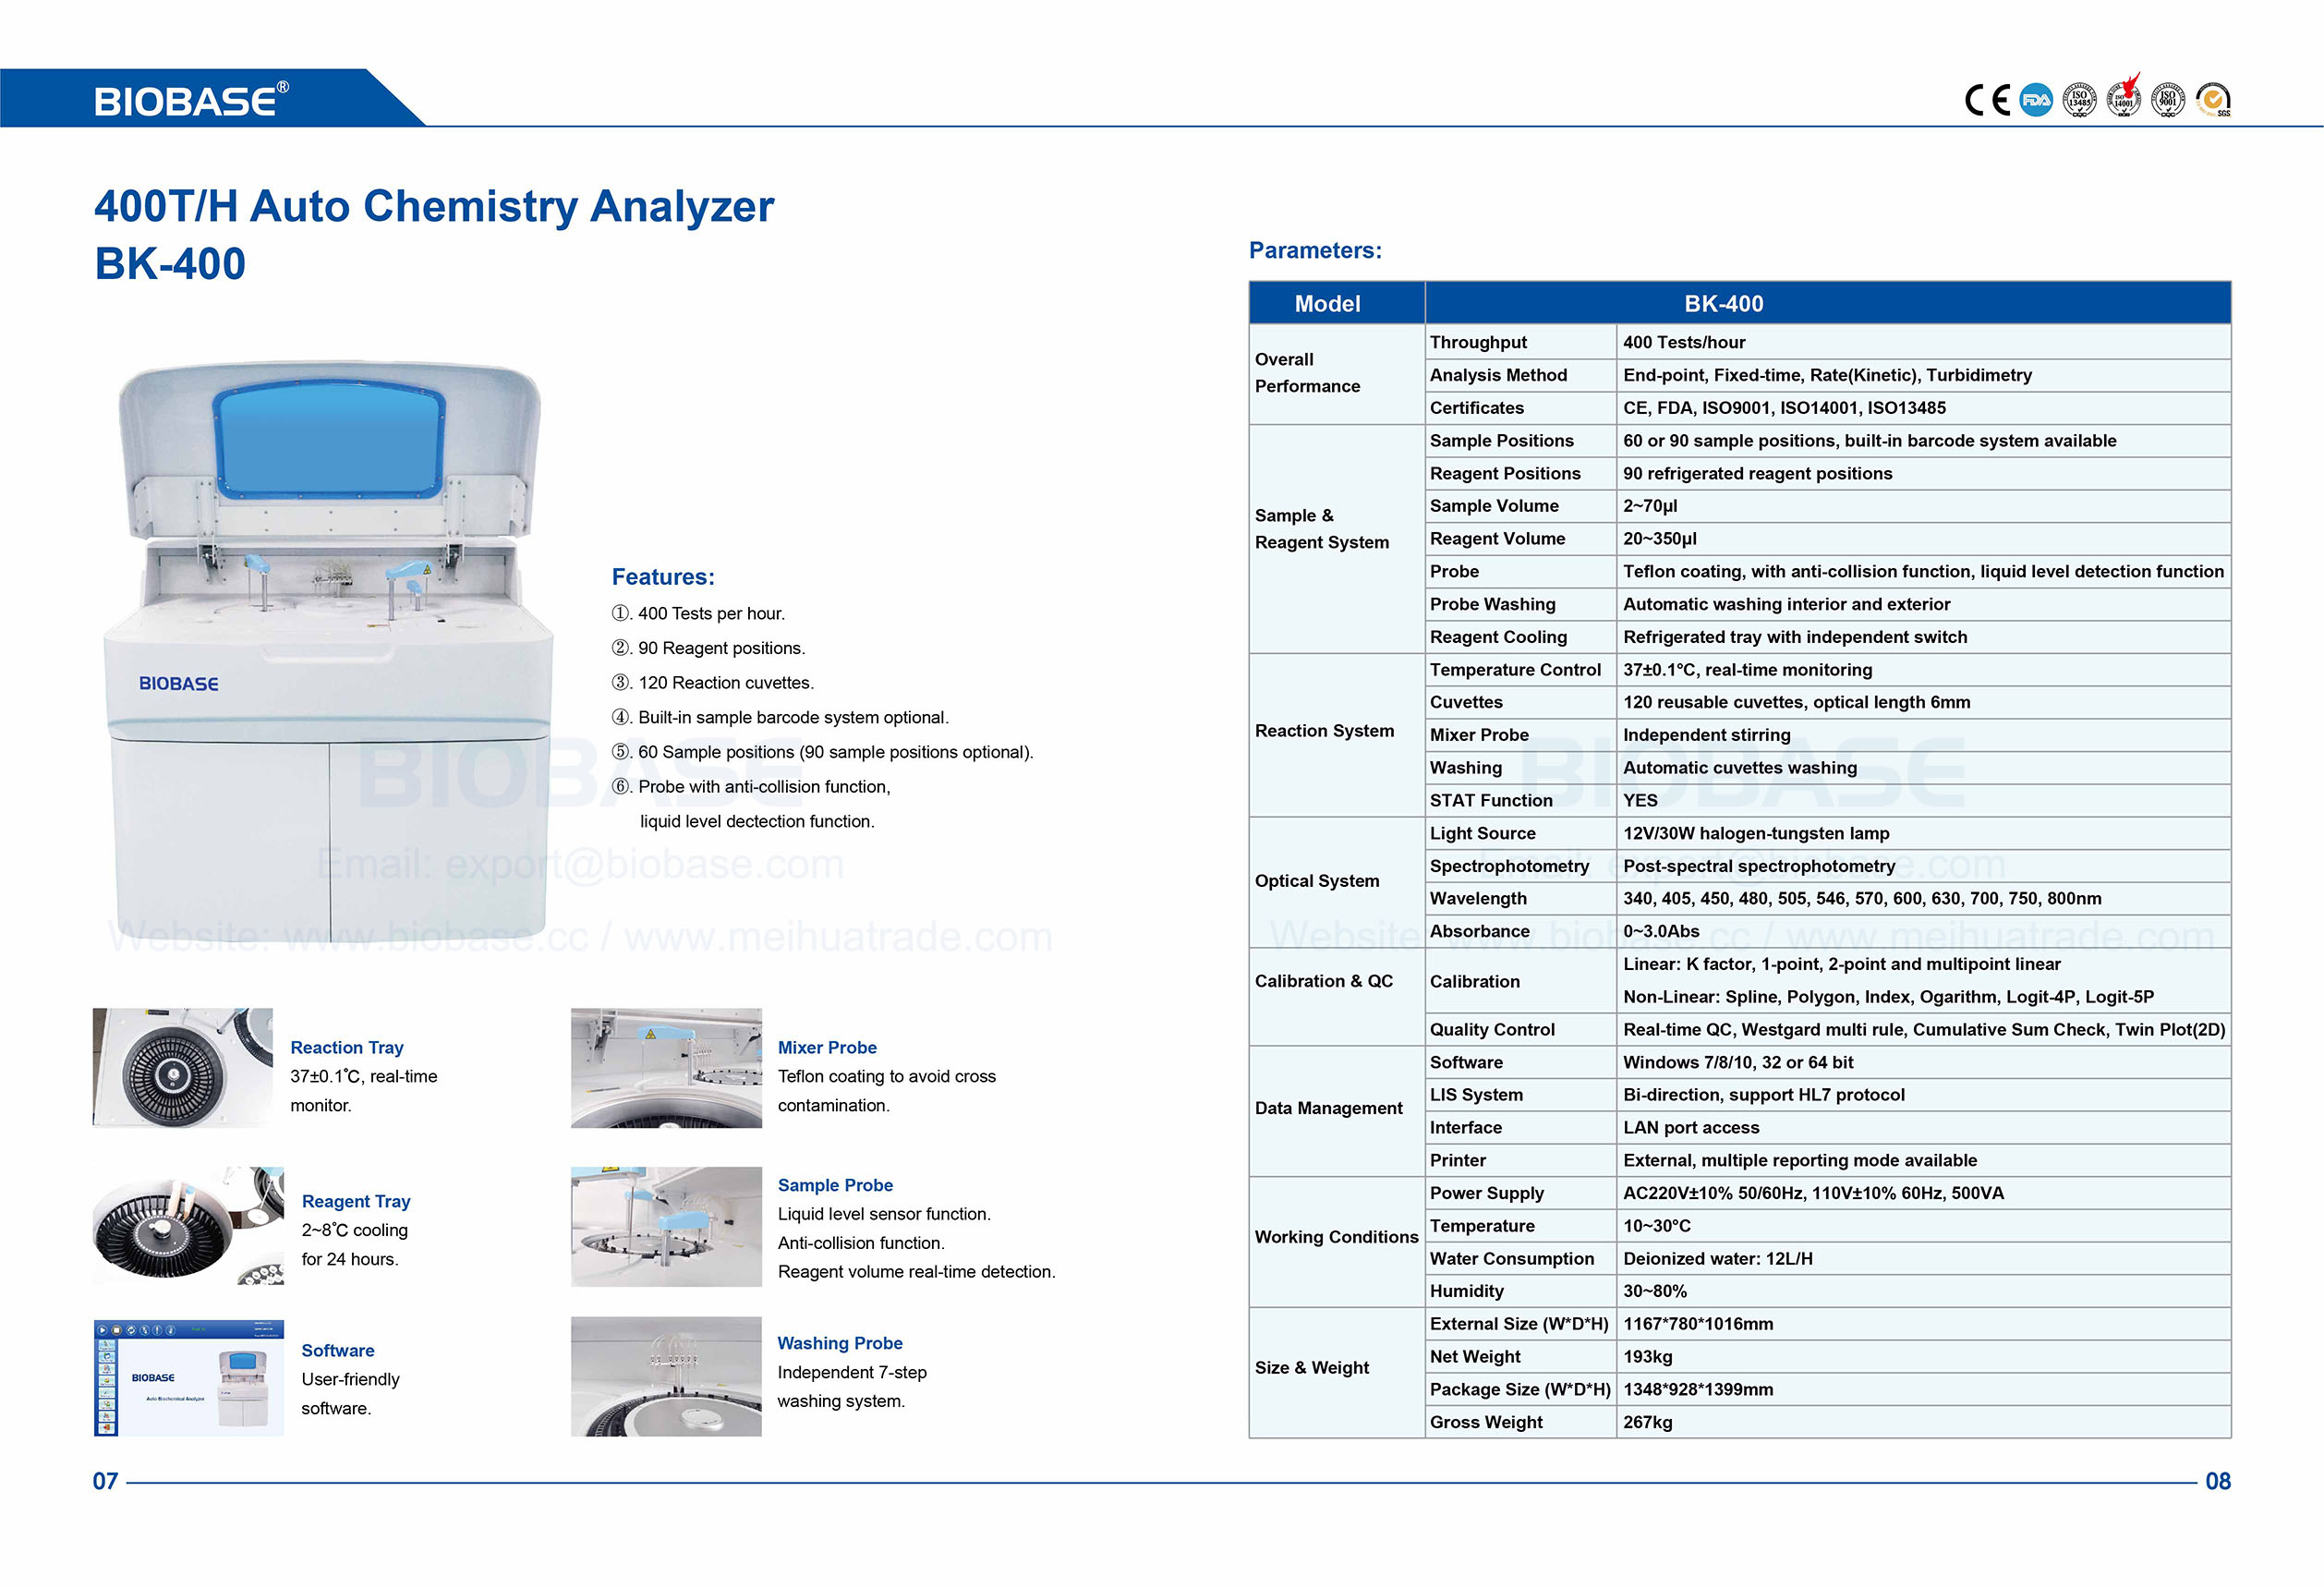 BIOBASE®
CE FDA ISO 13485 ISO 14001 ISO 9001 SGS
400T/H Auto Chemistry Analyzer
BK-400
BIOBASE
Features:
①. 400 Tests per hour.
②. 90 Reagent positions.
③. 120 Reaction cuvettes.
④. Built-in sample barcode system optional.
⑤. 60 Sample positions (90 sample positions optional).
⑥. Probe with anti-collision function,
liquid level dectection function.
BIOBASE
Email: export@biobase.com
Website: www.biobase.cc / www.meihuatrade.com
Reaction Tray
37±0.1℃, real-time
monitor.
Mixer Probe
Teflon coating to avoid cross
contamination.
Reagent Tray
2~8℃ cooling
for 24 hours.
Sample Probe
Liquid level sensor function.
Anti-collision function.
Reagent volume real-time detection.
BIOBASE
Auto Biochemical Analyzer
Software
User-friendly
software.
Washing Probe
Independent 7-step
washing system.
07
Parameters:
Model BK-400
Overall Performance
Throughput 400 Tests/hour
Analysis Method End-point, Fixed-time, Rate(Kinetic), Turbidimetry
Certificates CE, FDA, ISO9001, ISO14001, ISO13485
Sample & Reagent System
Sample Positions 60 or 90 sample positions, built-in barcode system available
Reagent Positions 90 refrigerated reagent positions
Sample Volume 2~70μl
Reagent Volume 20~350μl
Probe Teflon coating, with anti-collision function, liquid level detection function
Probe Washing Automatic washing interior and exterior
Reagent Cooling Refrigerated tray with independent switch
Reaction System
Temperature Control 37±0.1°C, real-time monitoring
Cuvettes 120 reusable cuvettes, optical length 6mm
Mixer Probe Independent stirring
Washing Automatic cuvettes washing
STAT Function YES
Optical System
Light Source 12V/30W halogen-tungsten lamp
Spectrophotometry Post-spectral spectrophotometry
Wavelength 340, 405, 450, 480, 505, 546, 570, 600, 630, 700, 750, 800nm
Absorbance 0~3.0Abs
Calibration & QC
Calibration Linear: K factor, 1-point, 2-point and multipoint linear
Non-Linear: Spline, Polygon, Index, Ogarithm, Logit-4P, Logit-5P
Quality Control Real-time QC, Westgard multi rule, Cumulative Sum Check, Twin Plot(2D)
Data Management
Software Windows 7/8/10, 32 or 64 bit
LIS System Bi-direction, support HL7 protocol
Interface LAN port access
Printer External, multiple reporting mode available
Working Conditions
Power Supply AC220V±10% 50/60Hz, 110V±10% 60Hz, 500VA
Temperature 10~30°C
Water Consumption Deionized water: 12L/H
Humidity 30~80%
Size & Weight
External Size (W*D*H) 1167*780*1016mm
Net Weight 193kg
Package Size (W*D*H) 1348*928*1399mm
Gross Weight 267kg
BIOBASE
Email: export@biobase.com
Website: www.biobase.cc / www.meihuatrade.com
08